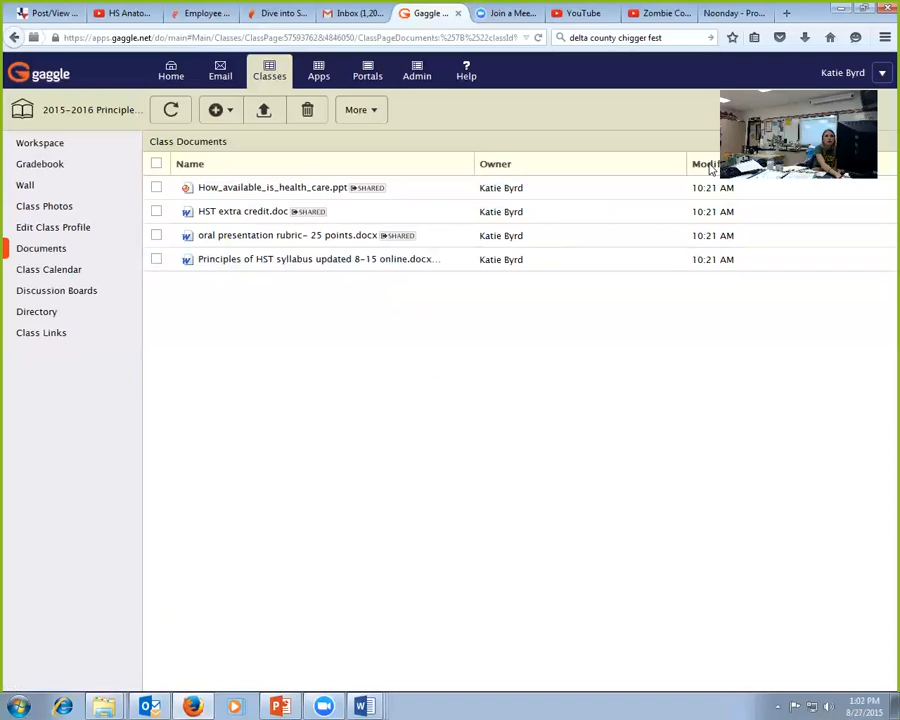 Post/View ... HS Anato... Employee ... Dive into S... Inbox (1,20... Gaggle ... Join a Mee... YouTube Zombie Co... Noonday - Pro...
https://apps.gaggle.net/do/main#Main/Classes/ClassPage:57593762&4846050/ClassPageDocuments:%257B%2522classId% delta county chigger fest
gaggle Home Email Classes Apps Portals Admin Help Katie Byrd
2015-2016 Principle... More
Class Documents
Workspace
Name Owner Modif
Gradebook
Wall
How_available_is_health_care.ppt SHARED Katie Byrd 10:21 AM
Class Photos
HST extra credit.doc SHARED Katie Byrd 10:21 AM
Edit Class Profile
oral presentation rubric- 25 points.docx SHARED Katie Byrd 10:21 AM
Documents
Principles of HST syllabus updated 8-15 online.docx... Katie Byrd 10:21 AM
Class Calendar
Discussion Boards
Directory
Class Links
1:02 PM
8/27/2015